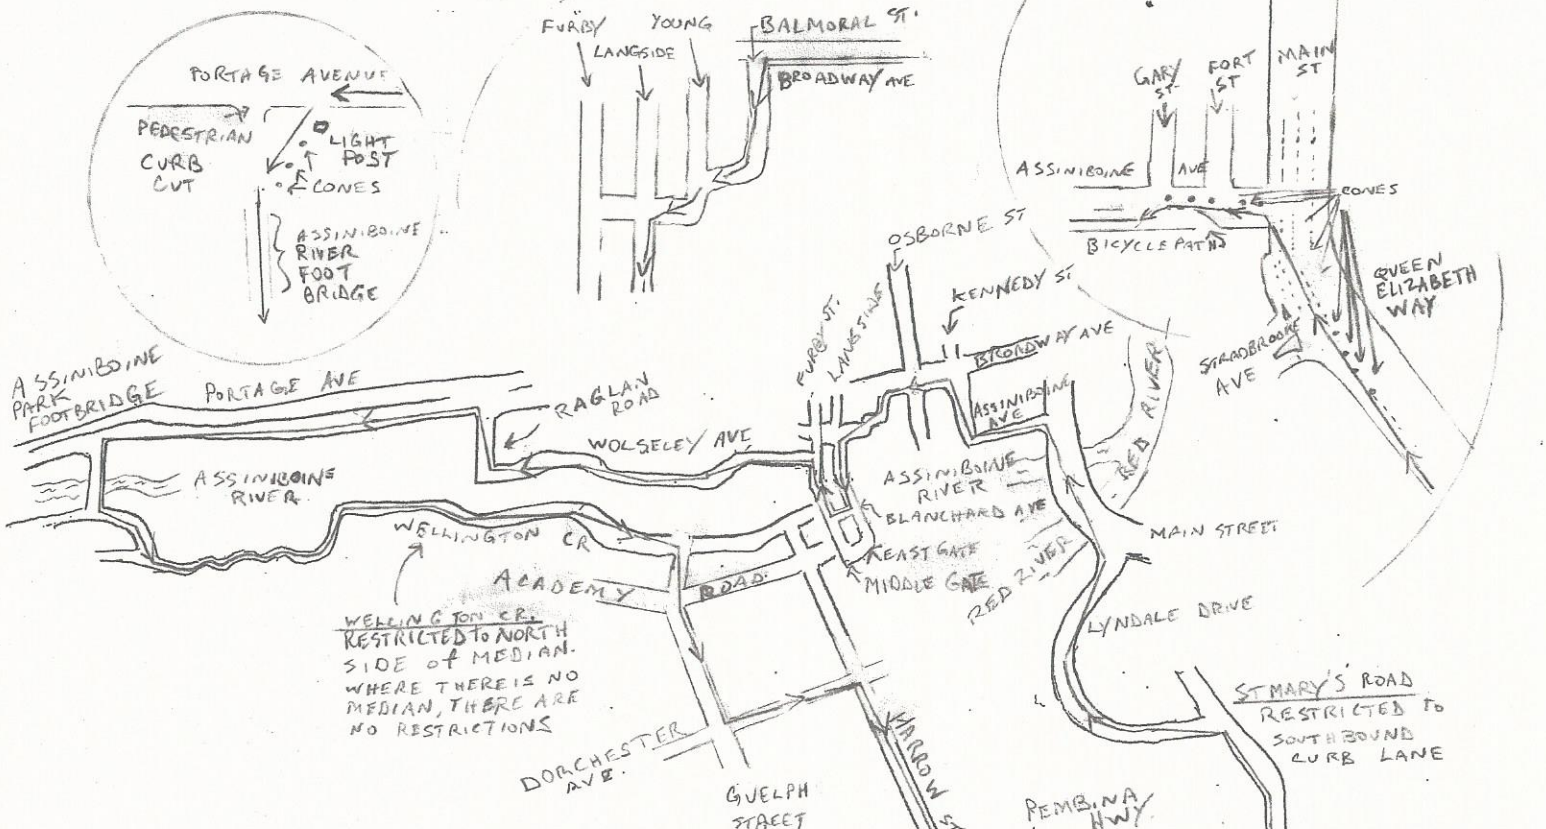 PORTAGE AVENUE
PEDESTRIAN
CURB
CUT
LIGHT
POST
CONES
ASSINIBOINE
RIVER
FOOT
BRIDGE
FURBY
LANGSIDE
YOUNG
BALMORAL ST.
BROADWAY AVE
GARY
ST
FORT
ST
MAIN
ST
ASSINIBOINE AVE
CONES
BICYCLE PATH
QUEEN
ELIZABETH
WAY
STRADBROOKE
AVE
OSBORNE ST
KENNEDY ST
BROADWAY AVE
FURBY ST.
LANGSIDE
ASSINIBOINE
AVE
RED RIVER
ASSINIBOINE
PARK
FOOTBRIDGE
PORTAGE AVE
RAGLAN
ROAD
WOLSELEY AVE
ASSINIBOINE
RIVER
ASSINIBOINE
RIVER
BLANCHARD AVE
EAST GATE
MIDDLE GATE
RED RIVER
MAIN STREET
LYNDALE DRIVE
WELLINGTON CR
ACADEMY ROAD
WELLINGTON CR.
RESTRICTED to NORTH
SIDE of MEDIAN.
WHERE THERE IS NO
MEDIAN, THERE ARE
NO RESTRICTIONS
ST MARY'S ROAD
RESTRICTED to
SOUTHBOUND
CURB LANE
DORCHESTER
AVE.
HARROW S
GUELPH
STREET
PEMBINA
HWY